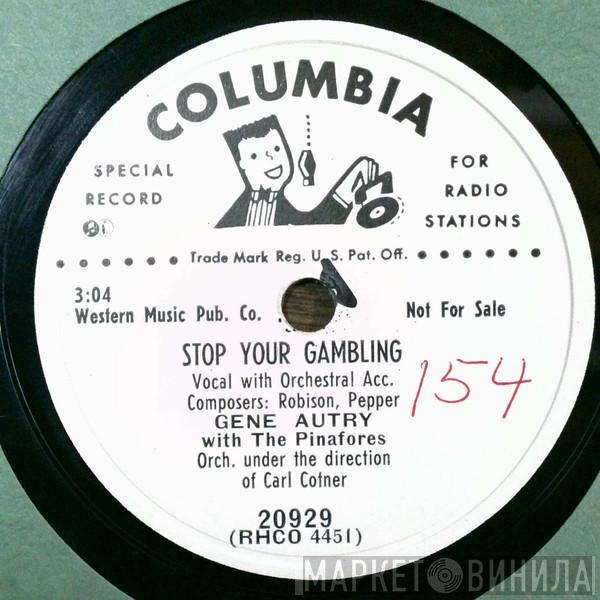 COLUMBIA
SPECIAL RECORD
FOR RADIO STATIONS
Trade Mark Reg. U. S. Pat. Off.
3:04
Western Music Pub. Co.
Not For Sale
STOP YOUR GAMBLING
Vocal with Orchestral Acc.
Composers: Robison, Pepper
154
GENE AUTRY
with The Pinafores
Orch. under the direction
of Carl Cotner
20929
(RHCO 4451)
МАРКЕТ ВИНИЛА